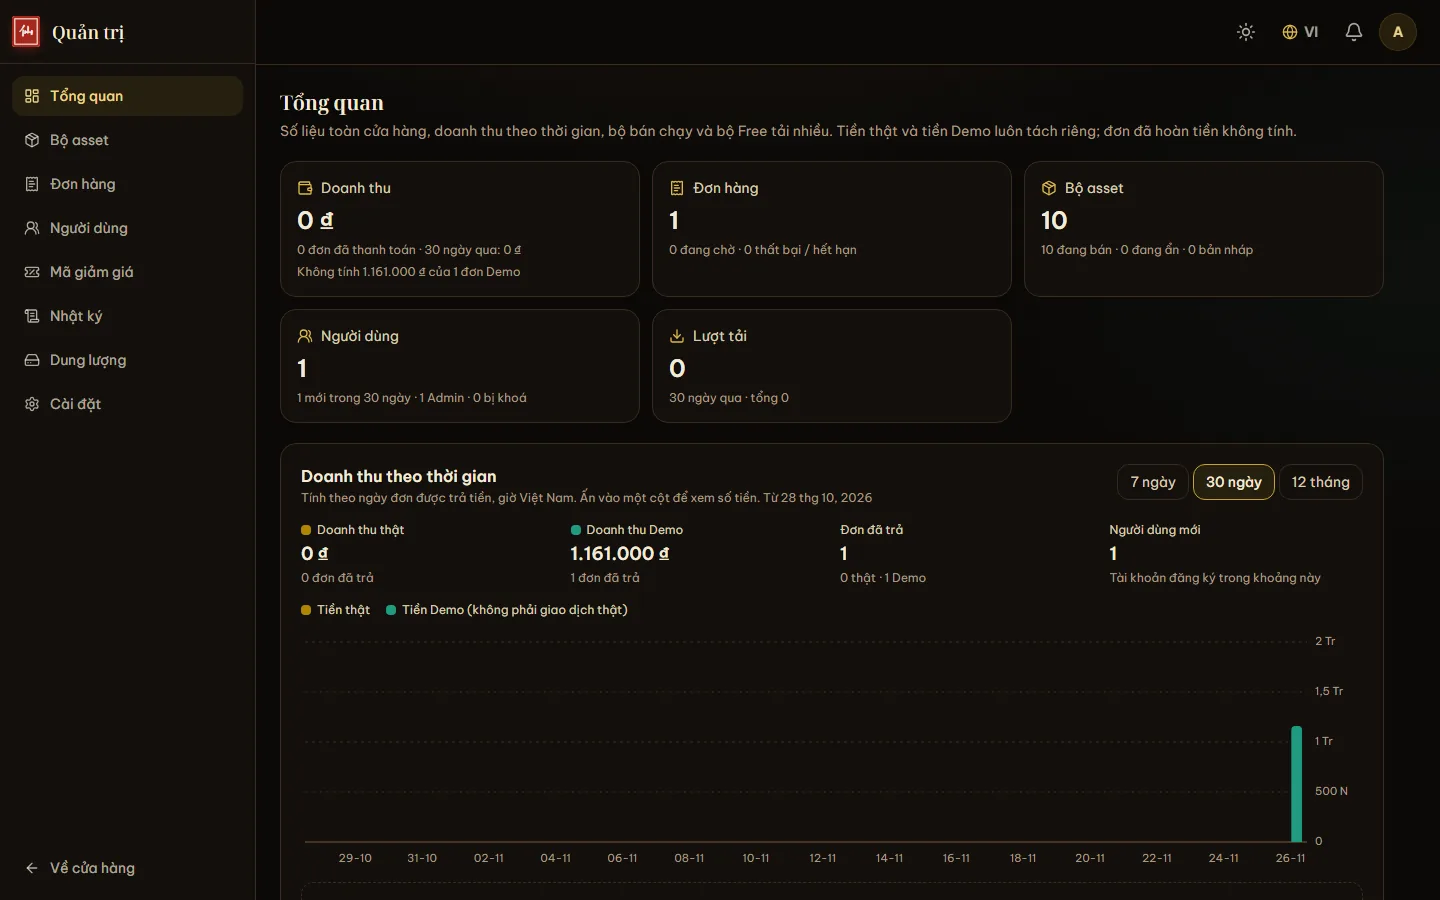 Quản trị
VI
A
Tổng quan
Bộ asset
Đơn hàng
Người dùng
Mã giảm giá
Nhật ký
Dung lượng
Cài đặt
Về cửa hàng
Tổng quan
Số liệu toàn cửa hàng, doanh thu theo thời gian, bộ bán chạy và bộ Free tải nhiều. Tiền thật và tiền Demo luôn tách riêng; đơn đã hoàn tiền không tính.
Doanh thu
0 ₫
0 đơn đã thanh toán · 30 ngày qua: 0 ₫
Không tính 1.161.000 ₫ của 1 đơn Demo
Đơn hàng
1
0 đang chờ · 0 thất bại / hết hạn
Bộ asset
10
10 đang bán · 0 đang ẩn · 0 bản nháp
Người dùng
1
1 mới trong 30 ngày · 1 Admin · 0 bị khoá
Lượt tải
0
30 ngày qua · tổng 0
Doanh thu theo thời gian
Tính theo ngày đơn được trả tiền, giờ Việt Nam. Ấn vào một cột để xem số tiền. Từ 28 thg 10, 2026
7 ngày
30 ngày
12 tháng
Doanh thu thật
0 ₫
0 đơn đã trả
Doanh thu Demo
1.161.000 ₫
1 đơn đã trả
Đơn đã trả
1
0 thật · 1 Demo
Người dùng mới
1
Tài khoản đăng ký trong khoảng này
Tiền thật
Tiền Demo (không phải giao dịch thật)
2 Tr
1,5 Tr
1 Tr
500 N
0
29-10 31-10 02-11 04-11 06-11 08-11 10-11 12-11 14-11 16-11 18-11 20-11 22-11 24-11 26-11